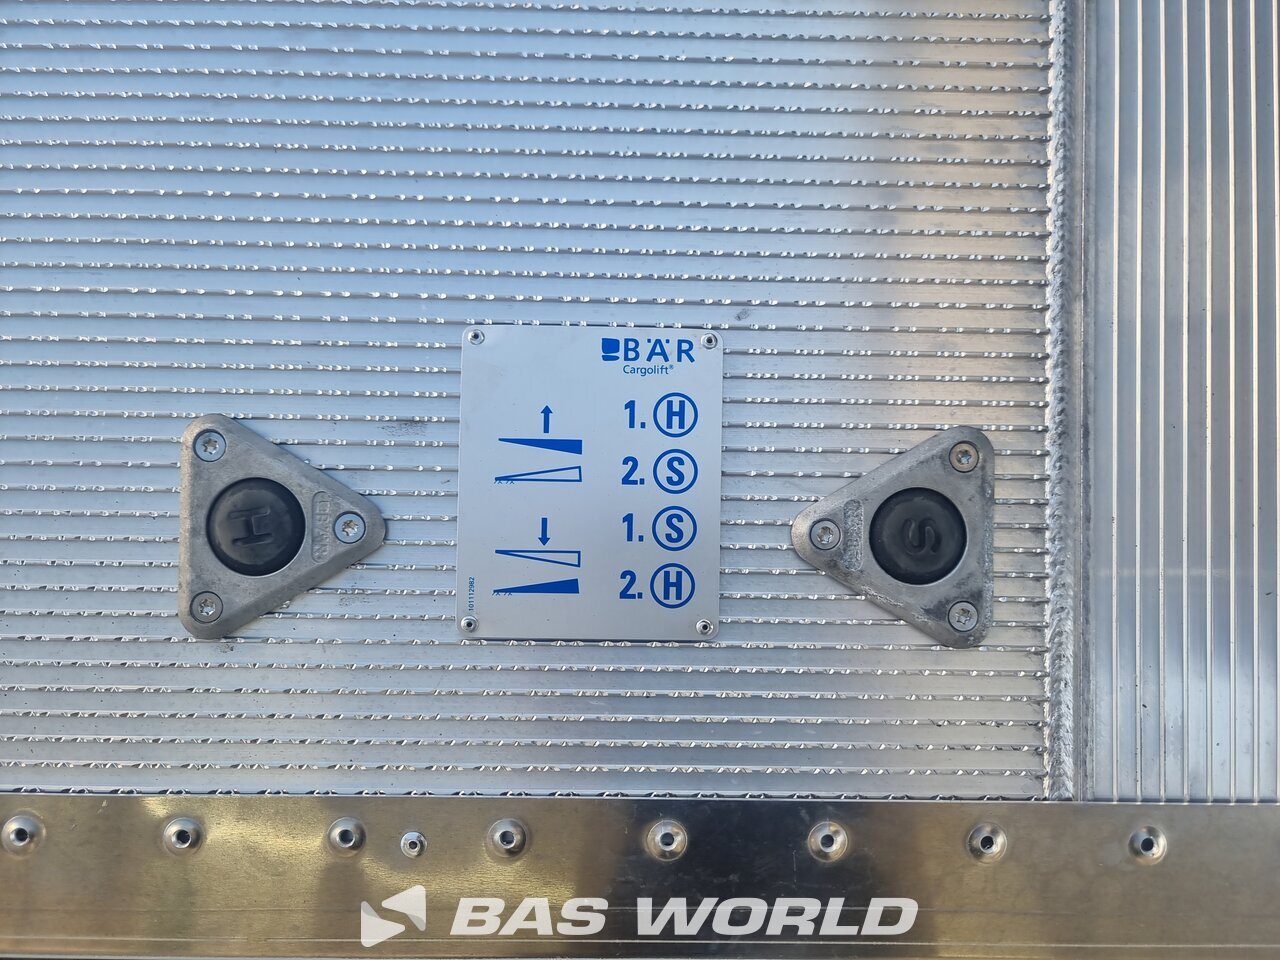 BÄR
Cargolift®
1. H
2. S
1. S
2. H
101112982
H
S
BAS WORLD